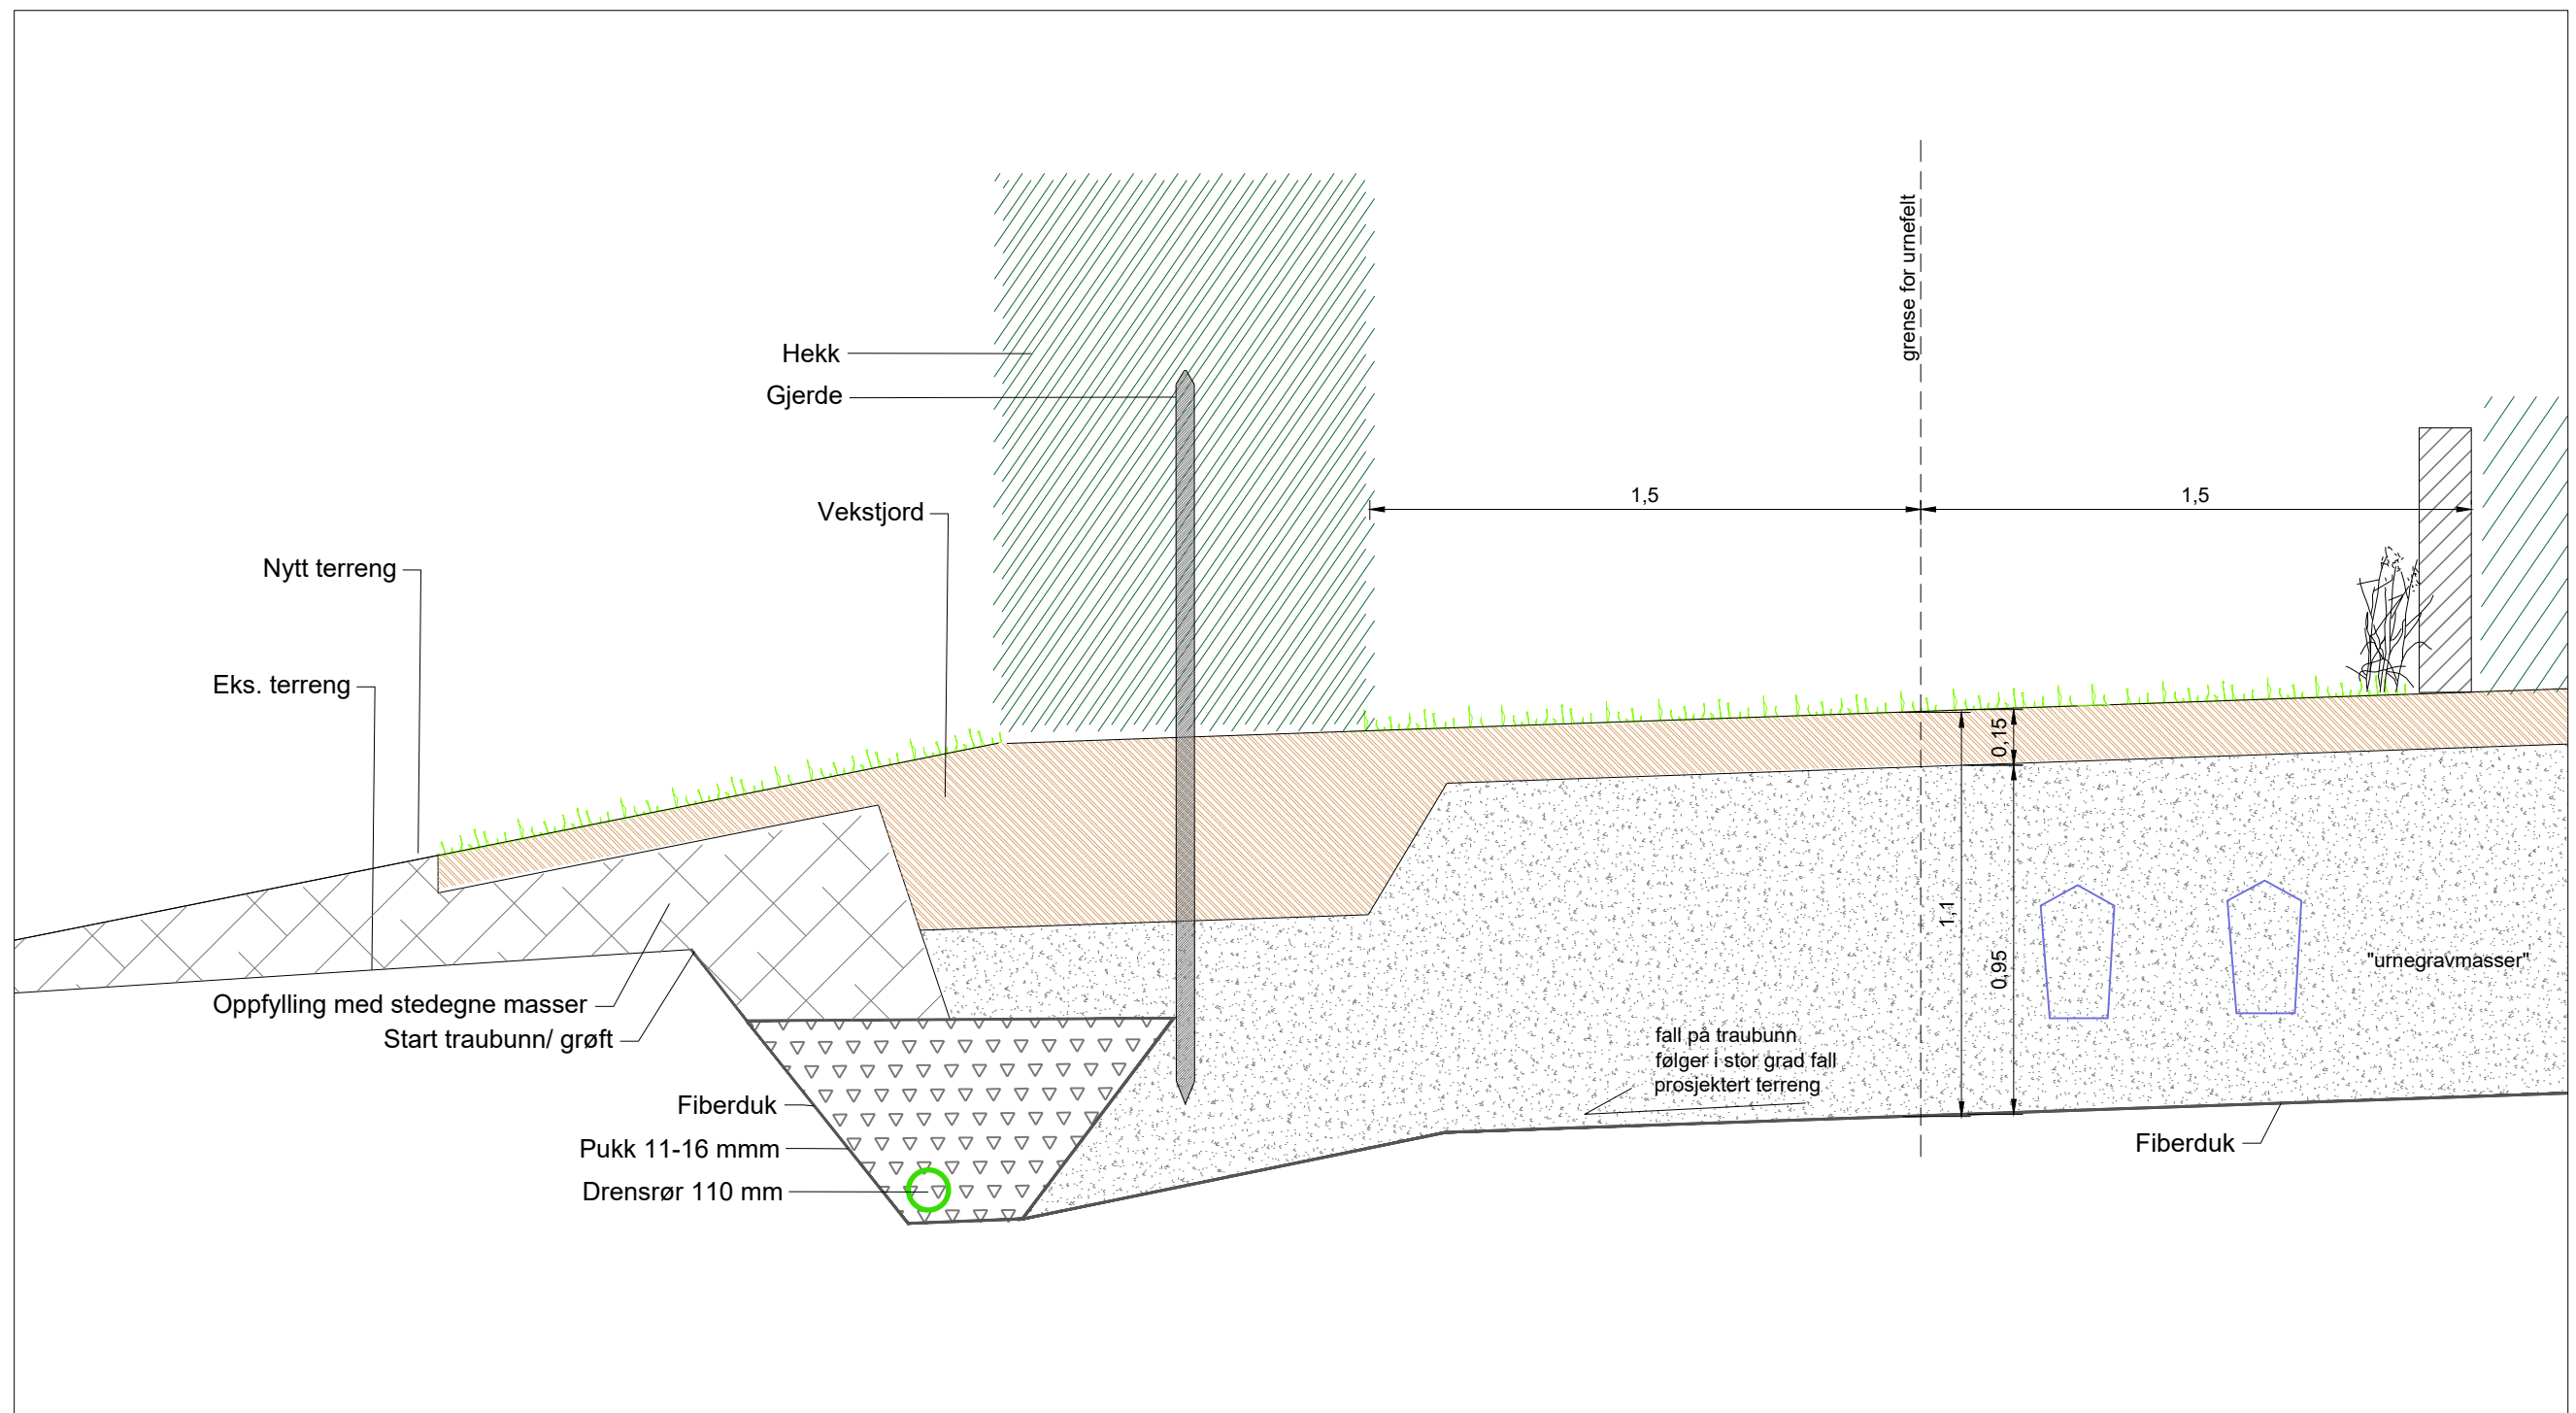 grense for urnefelt
Hekk
Gjerde
1,5
1,5
Vekstjord
Nytt terreng
Eks. terreng
0,15
1,1
0,95
"urnegravmasser"
Oppfylling med stedegne masser
Start traubunn/ grøft
fall på traubunn
følger i stor grad fall
prosjektert terreng
Fiberduk
Pukk 11-16 mmm
Drensrør 110 mm
Fiberduk